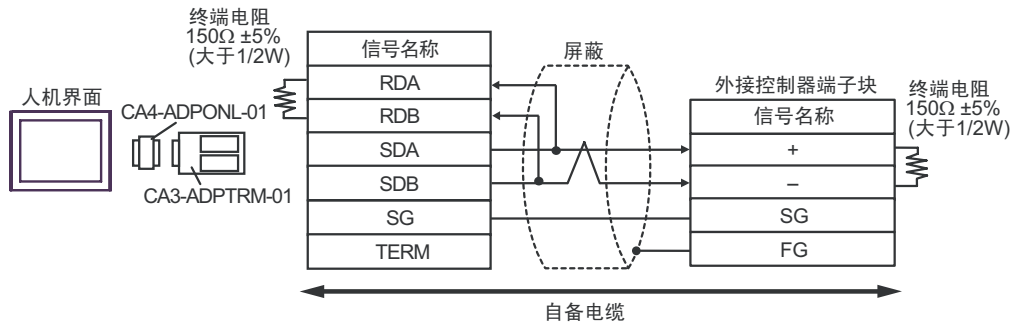 终端电阻
150Ω ±5%
(大于1/2W)
人机界面
CA4-ADPONL-01
CA3-ADPTRM-01
信号名称
RDA
RDB
SDA
SDB
SG
TERM
屏蔽
外接控制器端子块
信号名称
+
–
SG
FG
终端电阻
150Ω ±5%
(大于1/2W)
自备电缆